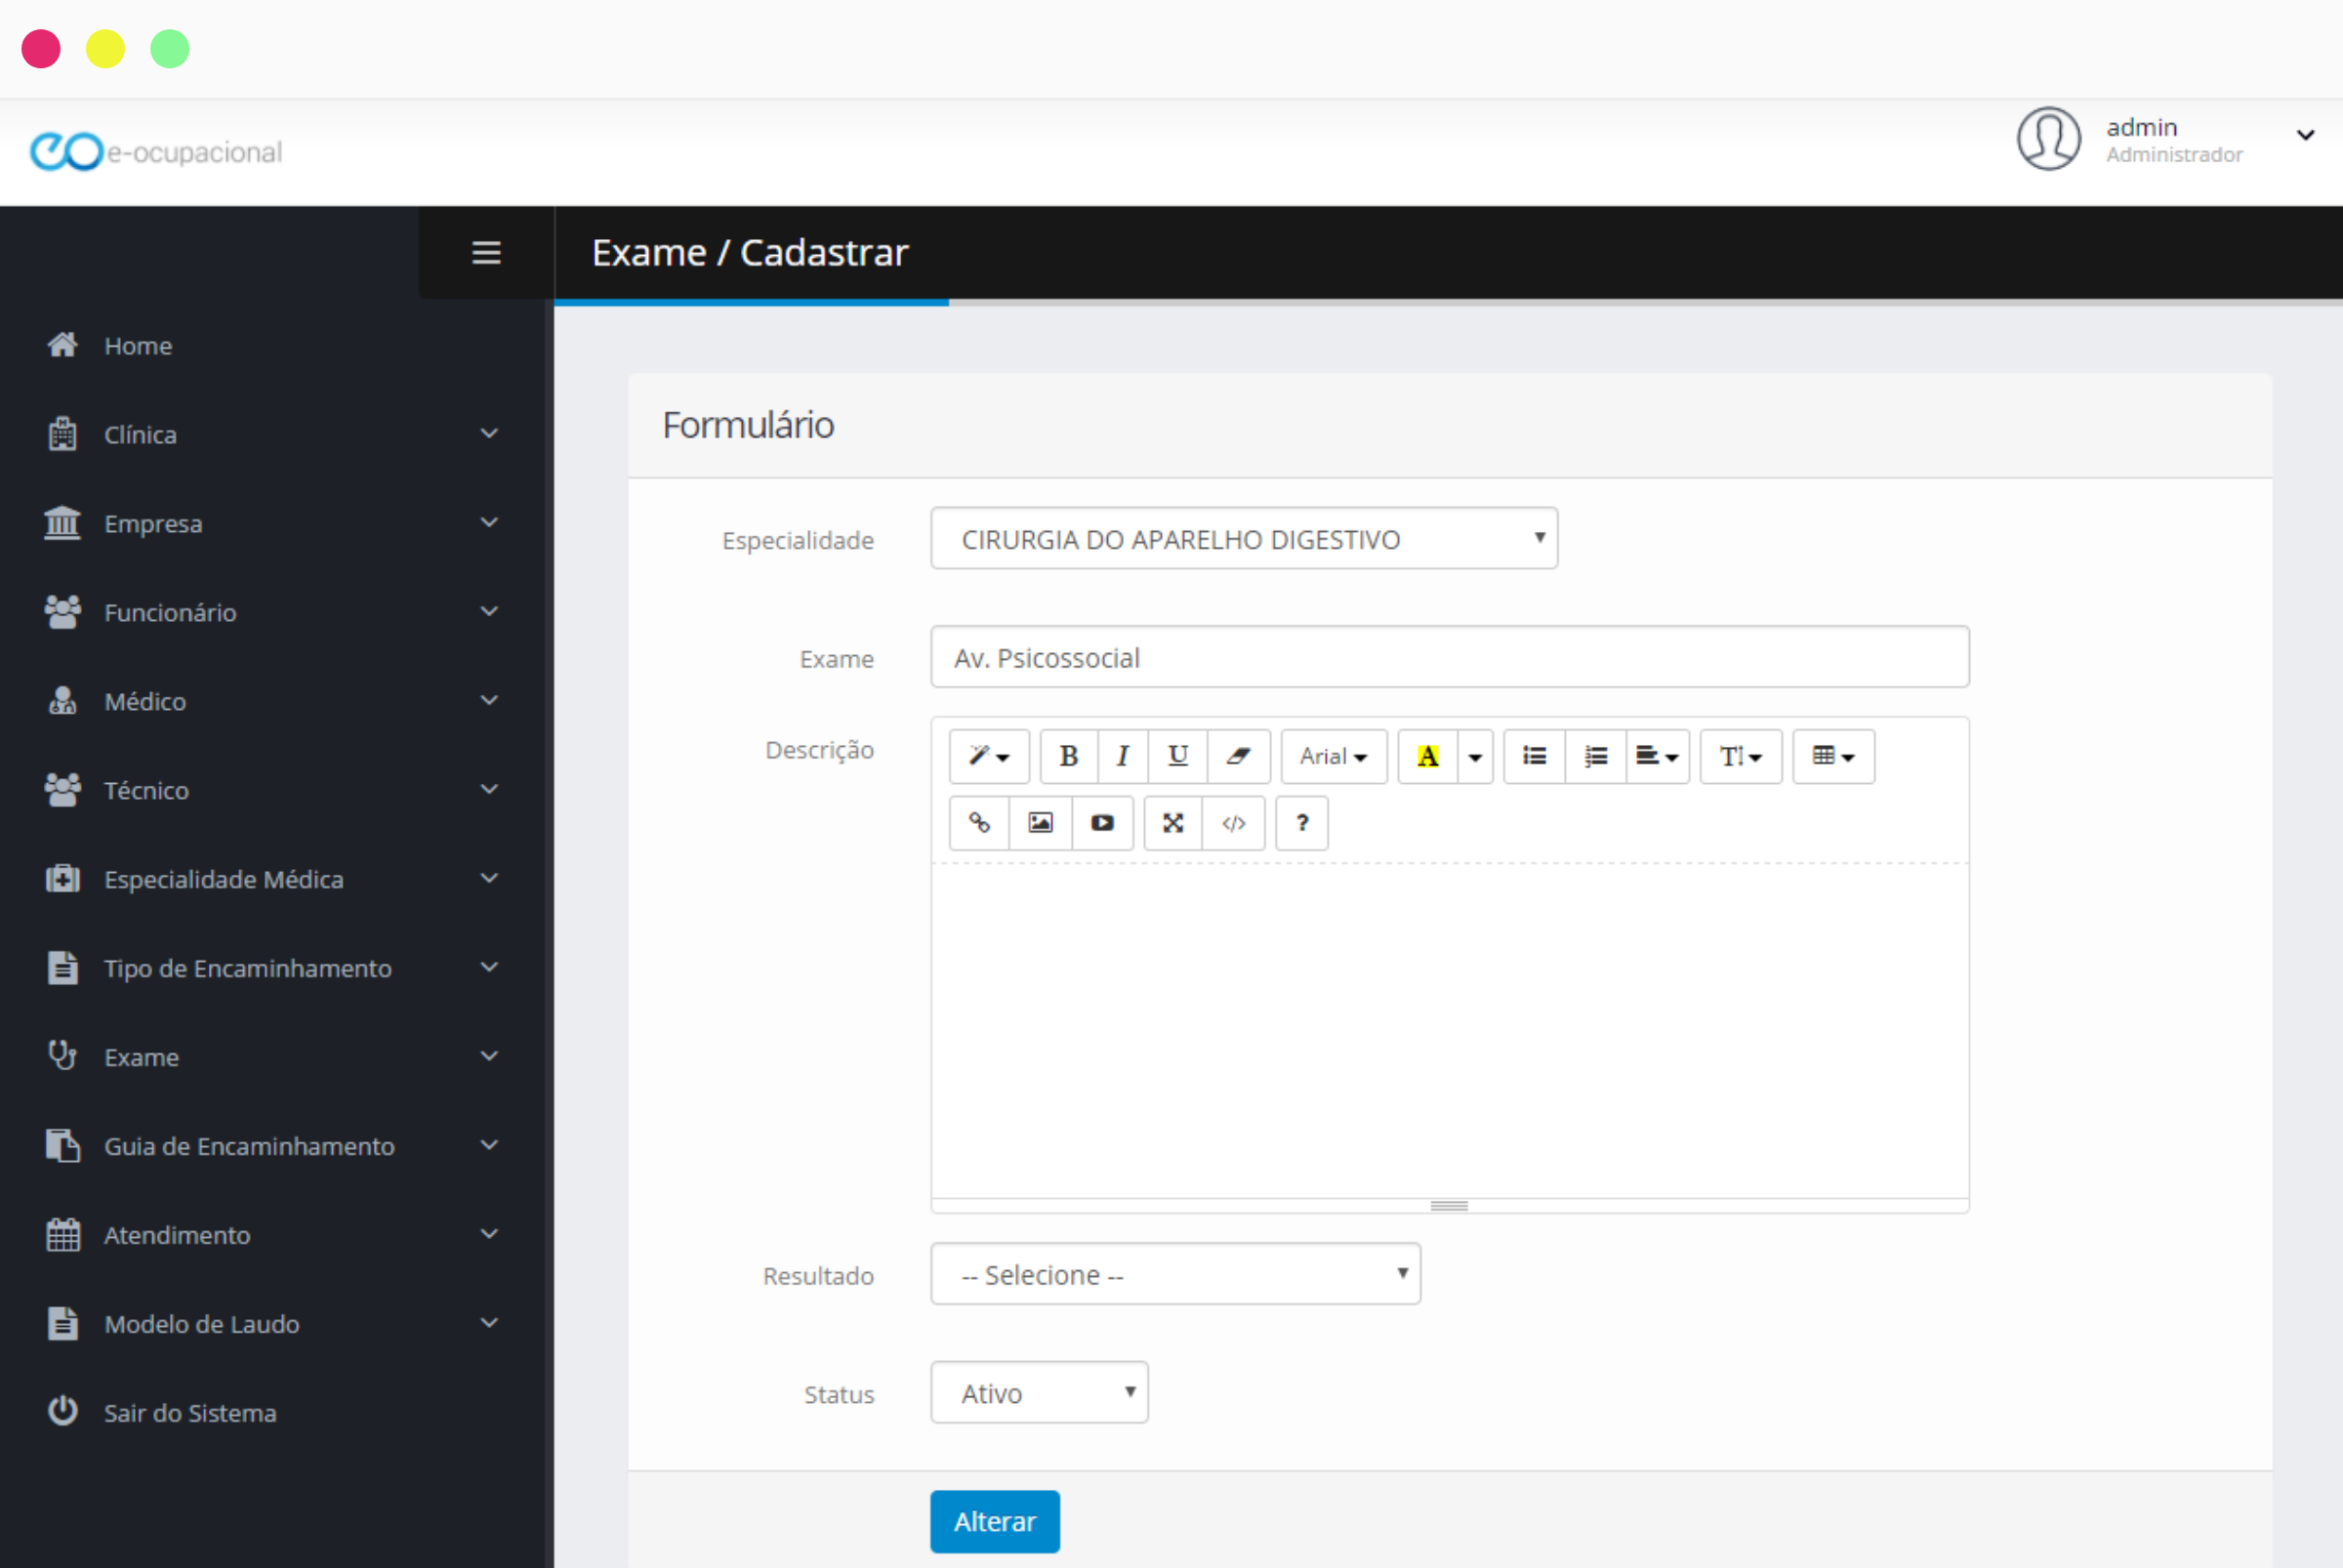 e-ocupacional
admin
Administrador
Exame / Cadastrar
Home
Clínica
Empresa
Funcionário
Médico
Técnico
Especialidade Médica
Tipo de Encaminhamento
Exame
Guia de Encaminhamento
Atendimento
Modelo de Laudo
Sair do Sistema
Formulário
Especialidade CIRURGIA DO APARELHO DIGESTIVO
Exame Av. Psicossocial
Descrição B I U Arial A T
</> ?
Resultado -- Selecione --
Status Ativo
Alterar